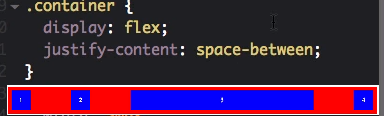 .container {
display: flex;
justify-content: space-between;
}
1 2 3 4